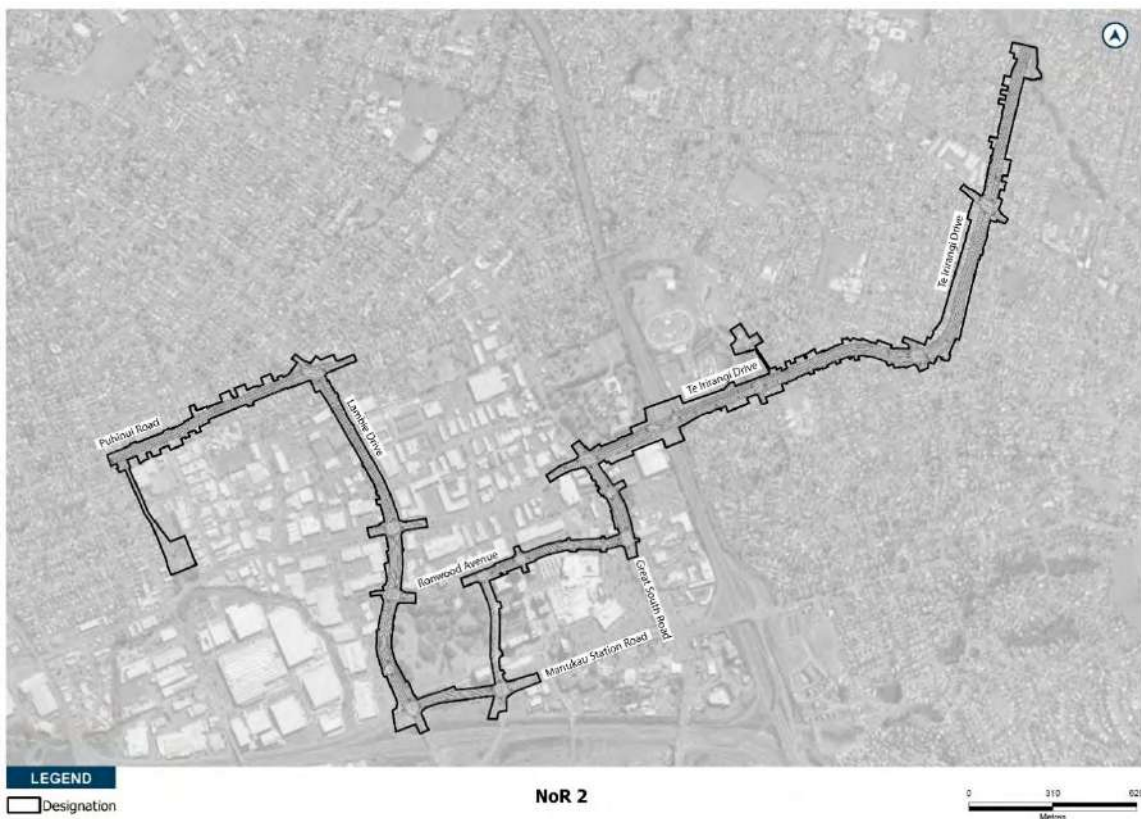 Te Irirangi Drive
Te Irirangi Drive
Puhinui Road
Lambie Drive
Ronwood Avenue
Great South Road
Manukau Station Road
LEGEND
Designation
NoR 2
0 310 620
Metres